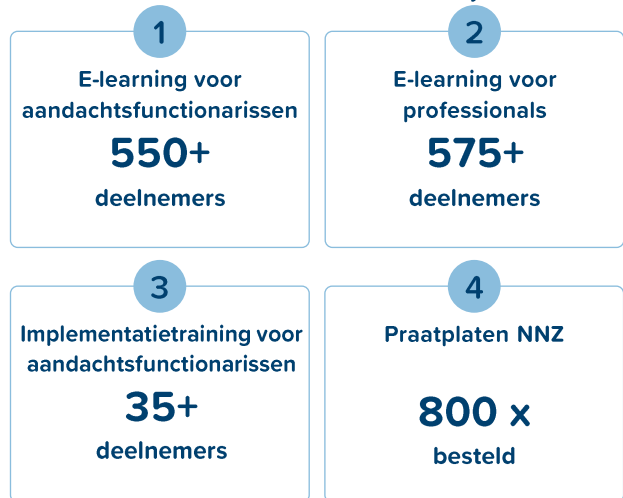 1
E-learning voor
aandachtsfunctionarissen
550+
deelnemers
2
E-learning voor
professionals
575+
deelnemers
3
Implementatietraining voor
aandachtsfunctionarissen
35+
deelnemers
4
Praatplaten NNZ
800 x
besteld